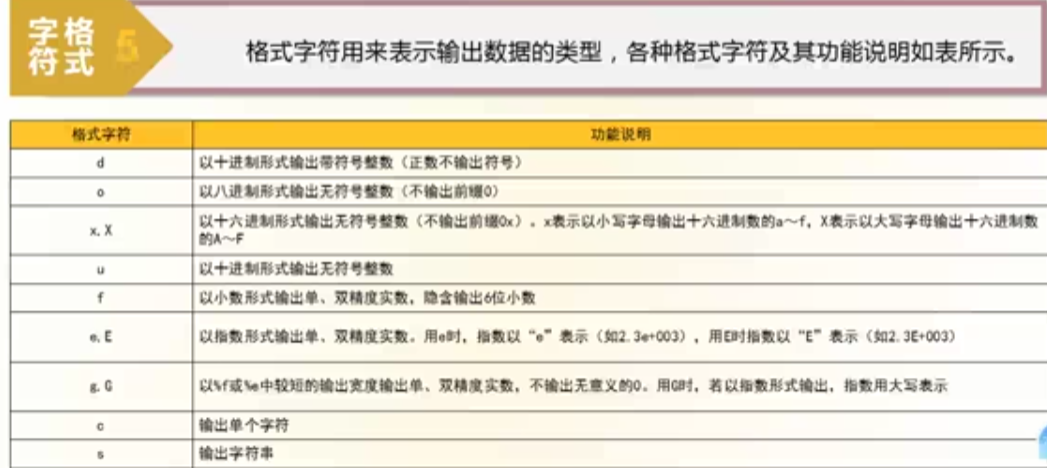 字格
符式
5
格式字符用来表示输出数据的类型，各种格式字符及其功能说明如表所示。
格式字符 功能说明
d 以十进制形式输出带符号整数（正数不输出符号）
o 以八进制形式输出无符号整数（不输出前缀0）
x,X 以十六进制形式输出无符号整数（不输出前缀0x）。x表示以小写字母输出十六进制数的a～f，X表示以大写字母输出十六进制数
的A～F
u 以十进制形式输出无符号整数
f 以小数形式输出单、双精度实数，隐含输出6位小数
e,E 以指数形式输出单、双精度实数。用e时，指数以“e”表示（如2.3e+003），用E时指数以“E”表示（如2.3E+003）
g,G 以%f或%e中较短的输出宽度输出单、双精度实数，不输出无意义的0。用G时，若以指数形式输出，指数用大写表示
c 输出单个字符
s 输出字符串